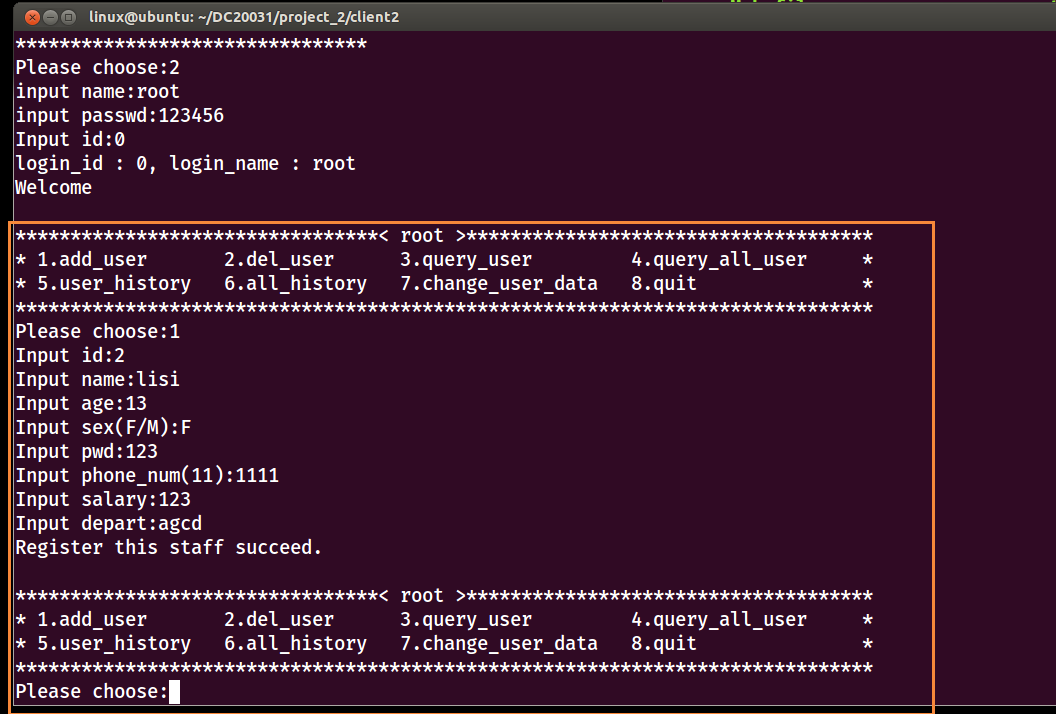 linux@ubuntu: ~/DC20031/project_2/client2
********************************
Please choose:2
input name:root
input passwd:123456
Input id:0
login_id : 0, login_name : root
Welcome
*********************************< root >*************************************
* 1.add_user       2.del_user      3.query_user         4.query_all_user     *
* 5.user_history   6.all_history   7.change_user_data   8.quit               *
******************************************************************************
Please choose:1
Input id:2
Input name:lisi
Input age:13
Input sex(F/M):F
Input pwd:123
Input phone_num(11):1111
Input salary:123
Input depart:agcd
Register this staff succeed.
*********************************< root >*************************************
* 1.add_user       2.del_user      3.query_user         4.query_all_user     *
* 5.user_history   6.all_history   7.change_user_data   8.quit               *
******************************************************************************
Please choose: